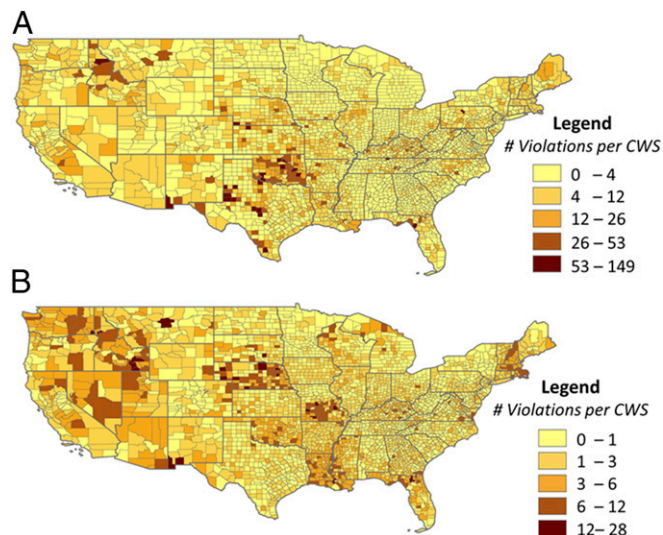 A
Legend
# Violations per CWS
0 – 4
4 – 12
12 – 26
26 – 53
53 – 149
B
Legend
# Violations per CWS
0 – 1
1 – 3
3 – 6
6 – 12
12 – 28